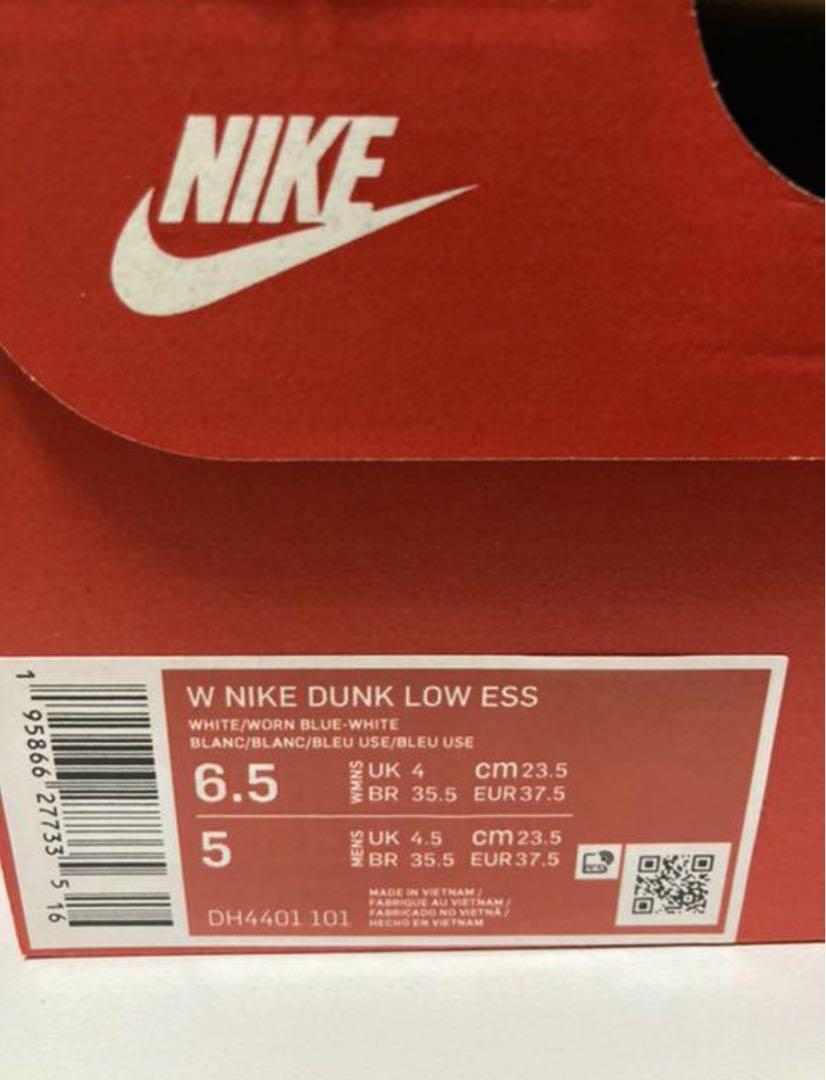 NIKE
W NIKE DUNK LOW ESS
WHITE/WORN BLUE-WHITE
BLANC/BLANC/BLEU USE/BLEU USE
6.5 WMNS UK 4 cm 23.5
BR 35.5 EUR 37.5
5 MENS UK 4.5 cm 23.5
BR 35.5 EUR 37.5
DH4401 101
MADE IN VIETNAM /
FABRIQUE AU VIETNAM /
FABRICADO NO VIETNÃ /
HECHO EN VIETNAM
1 95866 27733 5 16